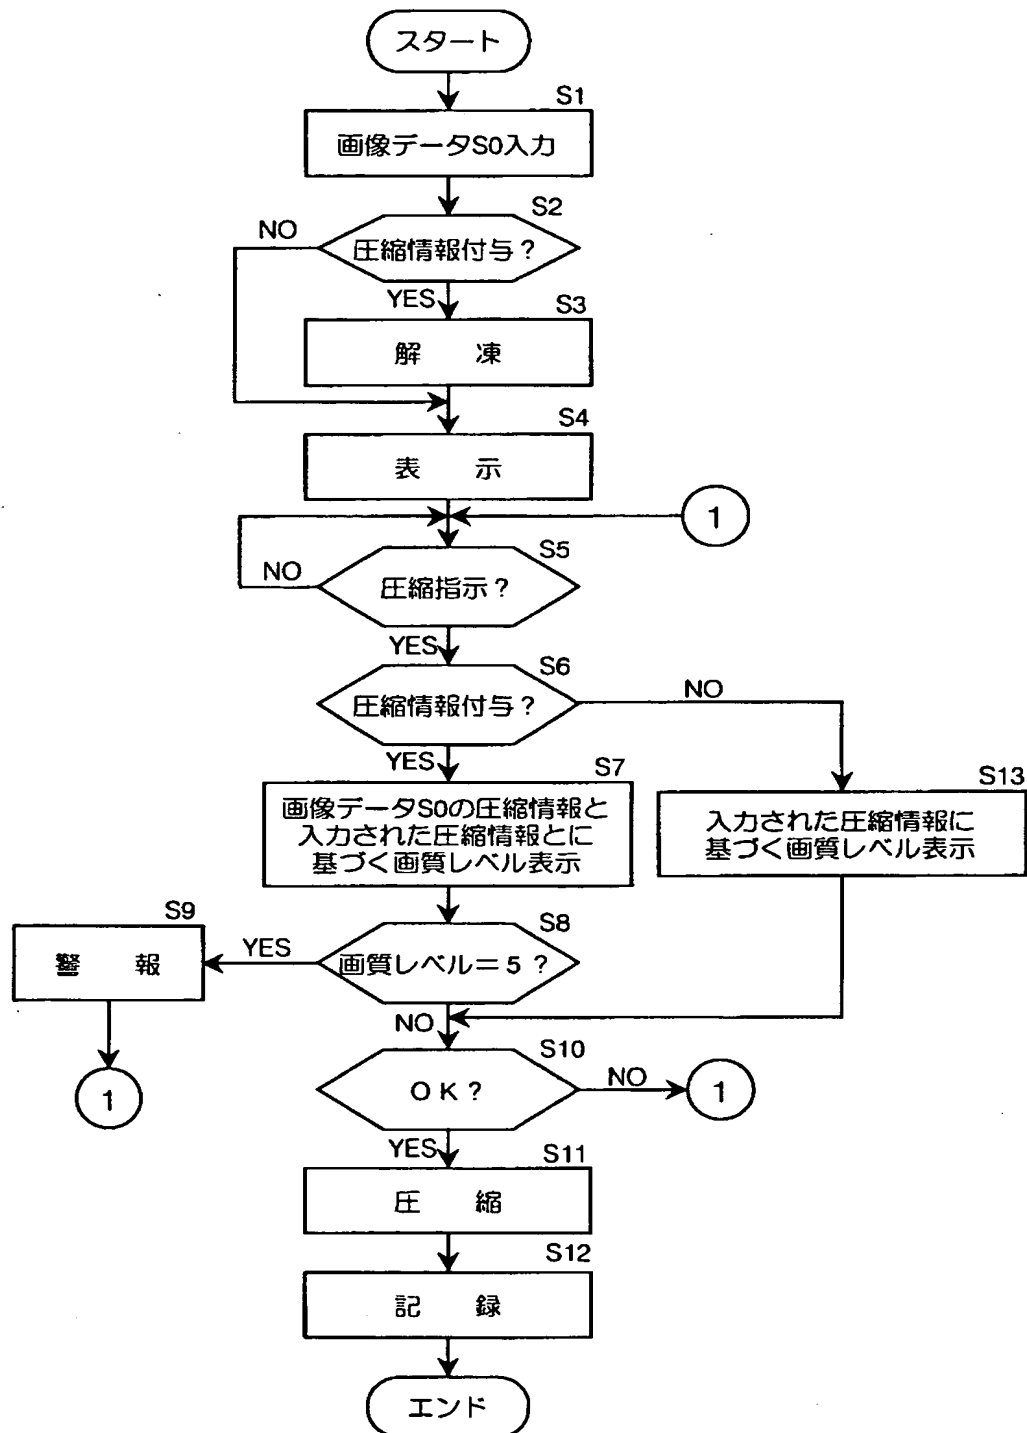 スタート
S1
画像データS0入力
S2
NO
圧縮情報付与？
YES
S3
解　凍
S4
表　示
1
S5
NO
圧縮指示？
YES
S6
圧縮情報付与？
NO
YES
S7
画像データS0の圧縮情報と
入力された圧縮情報とに
基づく画質レベル表示
S13
入力された圧縮情報に
基づく画質レベル表示
S8
画質レベル＝５？
YES
S9
警　報
1
NO
S10
ＯＫ？
NO
1
YES
S11
圧　縮
S12
記　録
エンド